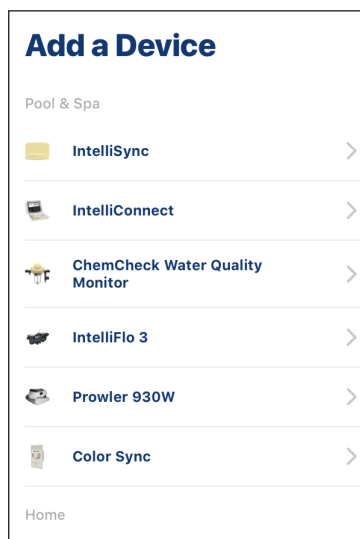 Add a Device
Pool & Spa
IntelliSync
IntelliConnect
ChemCheck Water Quality
Monitor
IntelliFlo 3
Prowler 930W
Color Sync
Home